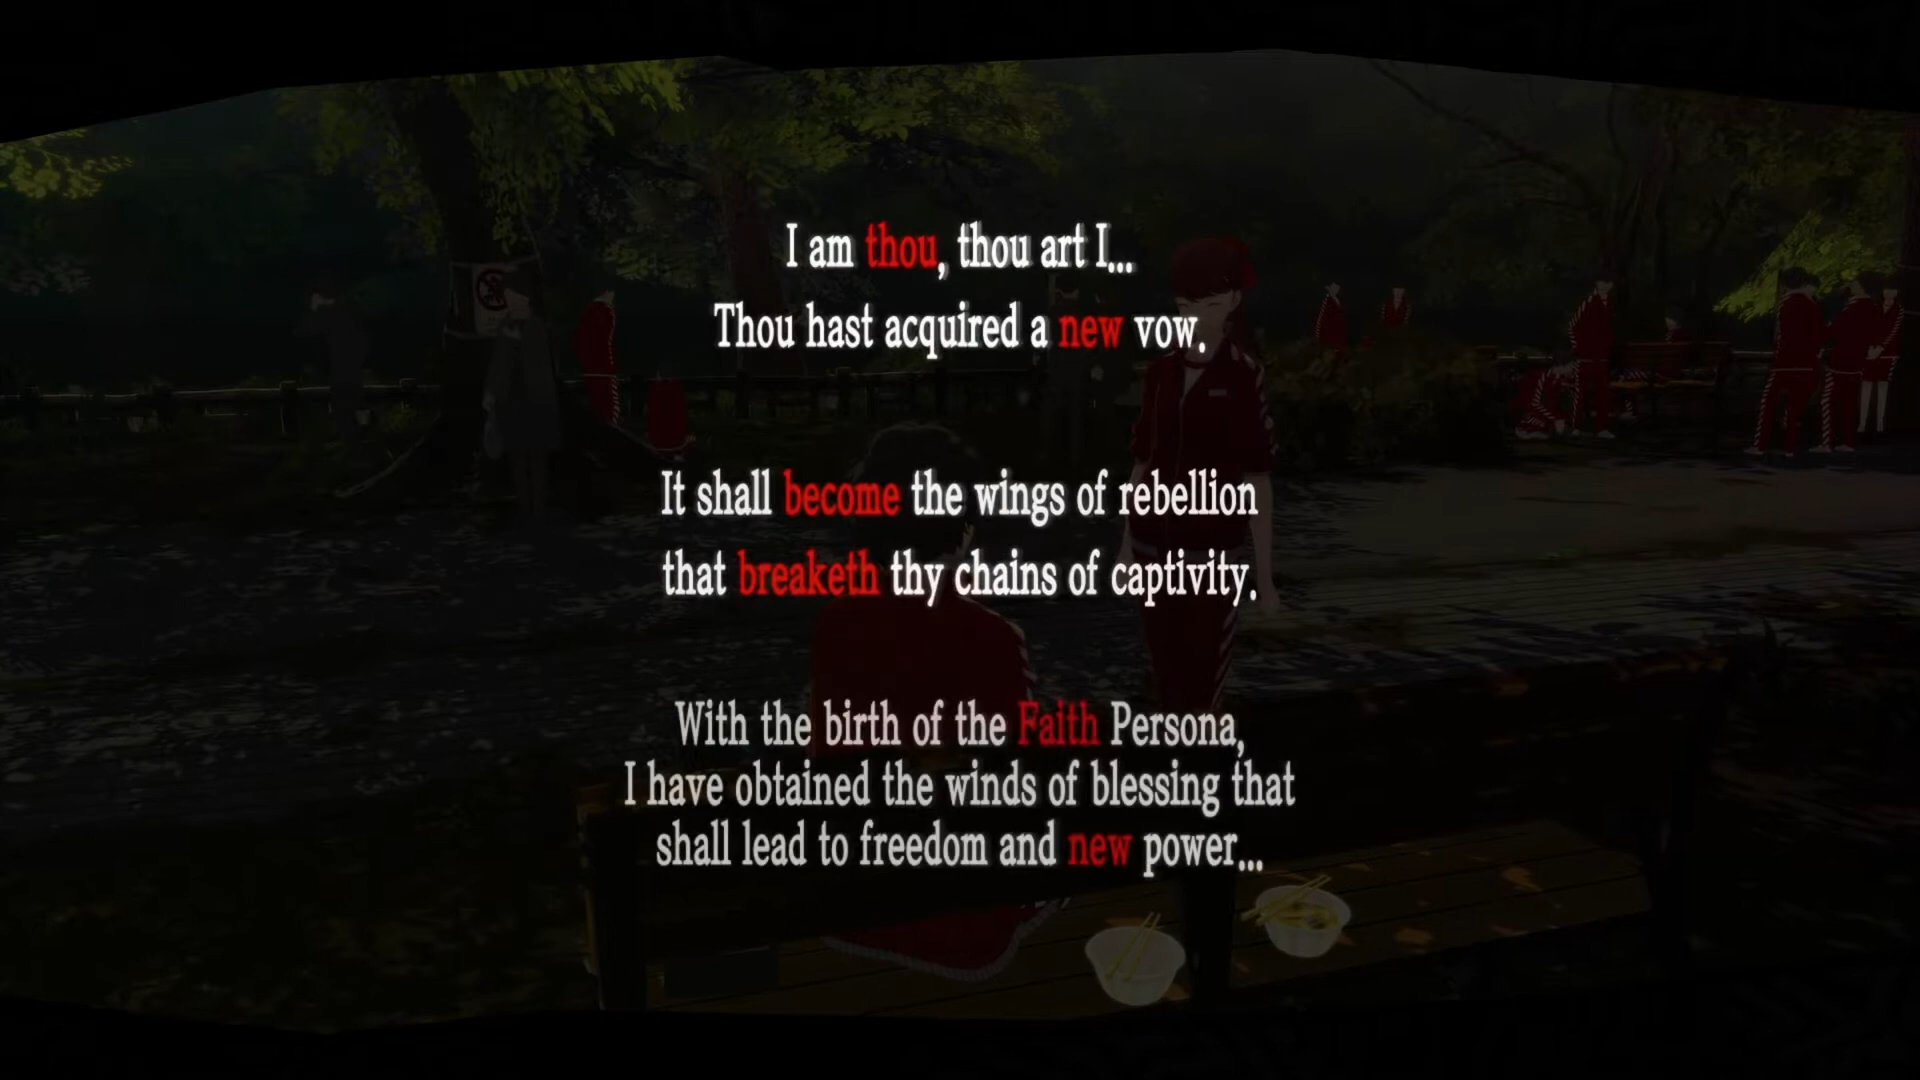 I am thou, thou art I...
Thou hast acquired a new vow.
It shall become the wings of rebellion
that breaketh thy chains of captivity.
With the birth of the Faith Persona,
I have obtained the winds of blessing that
shall lead to freedom and new power...